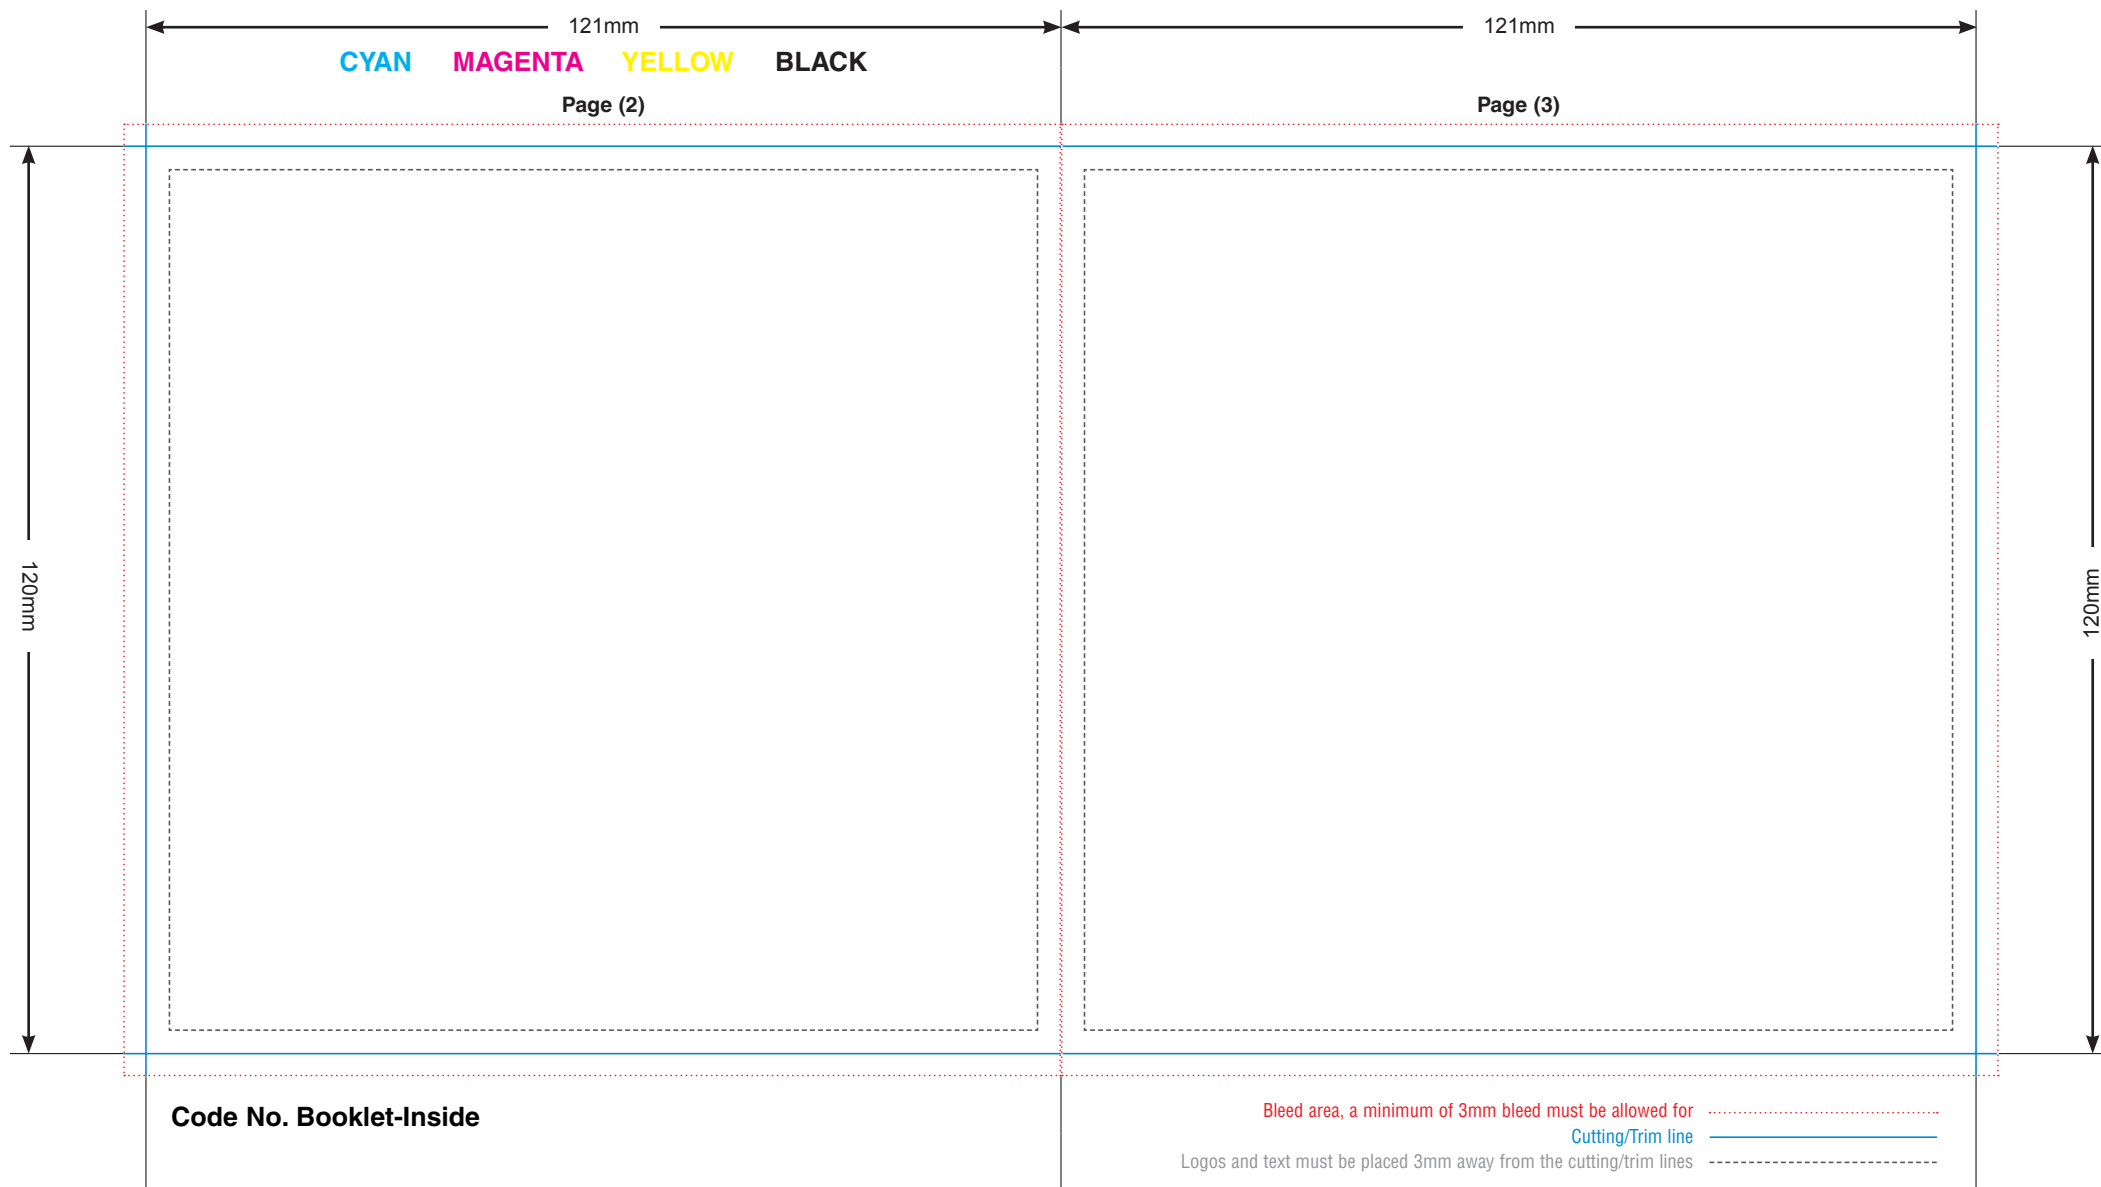 121mm 121mm
CYAN MAGENTA YELLOW BLACK
Page (2) Page (3)
120mm
120mm
Code No. Booklet-Inside
Bleed area, a minimum of 3mm bleed must be allowed for
Cutting/Trim line
Logos and text must be placed 3mm away from the cutting/trim lines